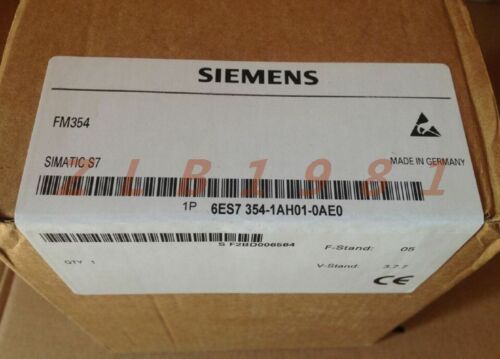 SIEMENS
FM354
SIMATIC S7
MADE IN GERMANY
ZLB1981
1P 6ES7 354-1AH01-0AE0
S F2BD006564
QTY 1
F-Stand: 05
V-Stand: 3.7.7
CE